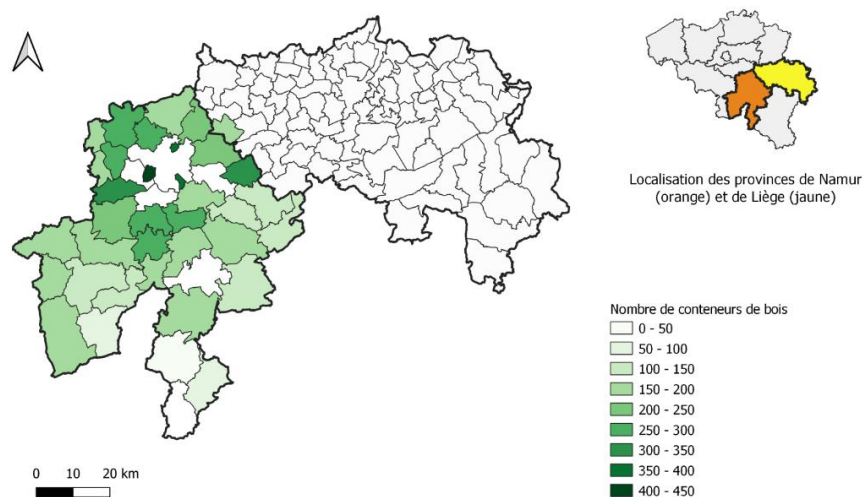 Localisation des provinces de Namur
(orange) et de Liège (jaune)
Nombre de conteneurs de bois
0 - 50
50 - 100
100 - 150
150 - 200
200 - 250
250 - 300
300 - 350
350 - 400
400 - 450
0 10 20 km